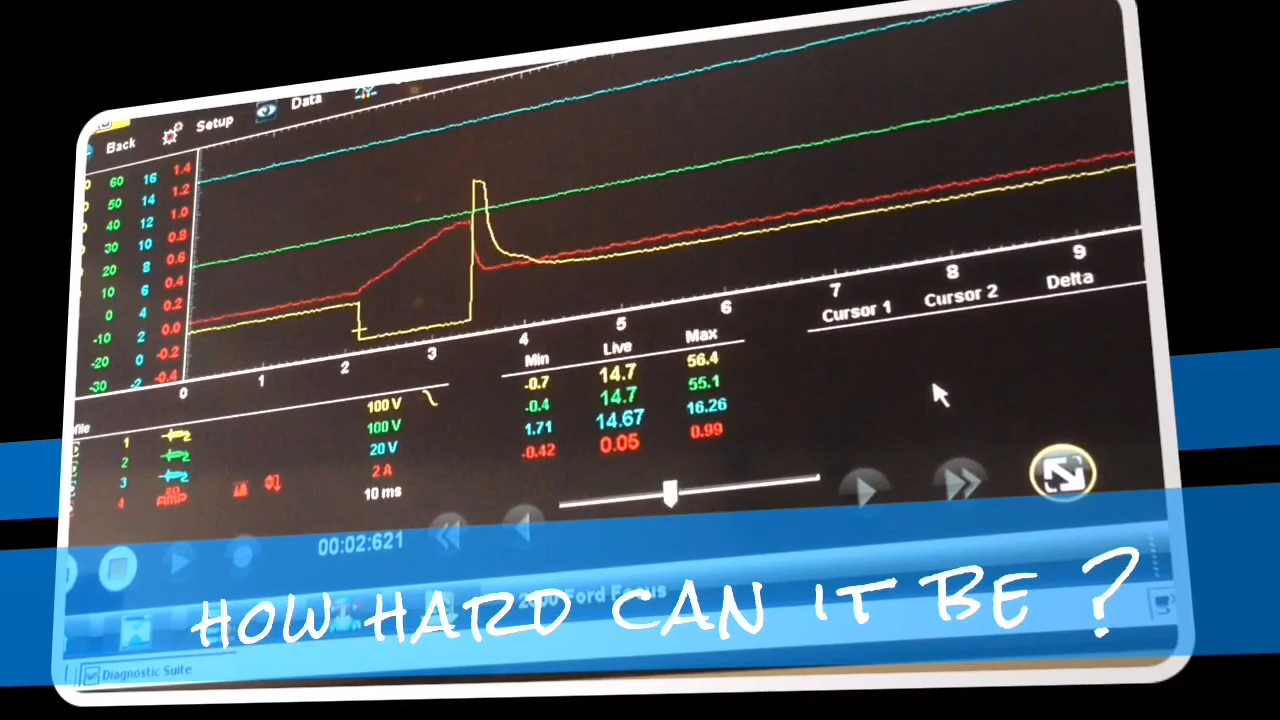 Back Setup Data
60 16 1.4
50 14 1.2
40 12 1.0
30 10 0.8
20 8 0.6
10 6 0.4
0 4 0.2
-10 2 0.0
-20 0 -0.2
-30 -2 -0.4
0 1 2 3 4 5 6 7 8 9
Min Live Max Cursor 1 Cursor 2 Delta
1 100 V -0.7 14.7 56.4
2 100 V -0.4 14.7 55.1
3 20 V 1.71 14.67 16.26
4 20 AMP 2 A -0.42 0.05 0.99
10 ms
00:02:621
Ford Focus
HOW HARD CAN IT BE ?
Diagnostic Suite